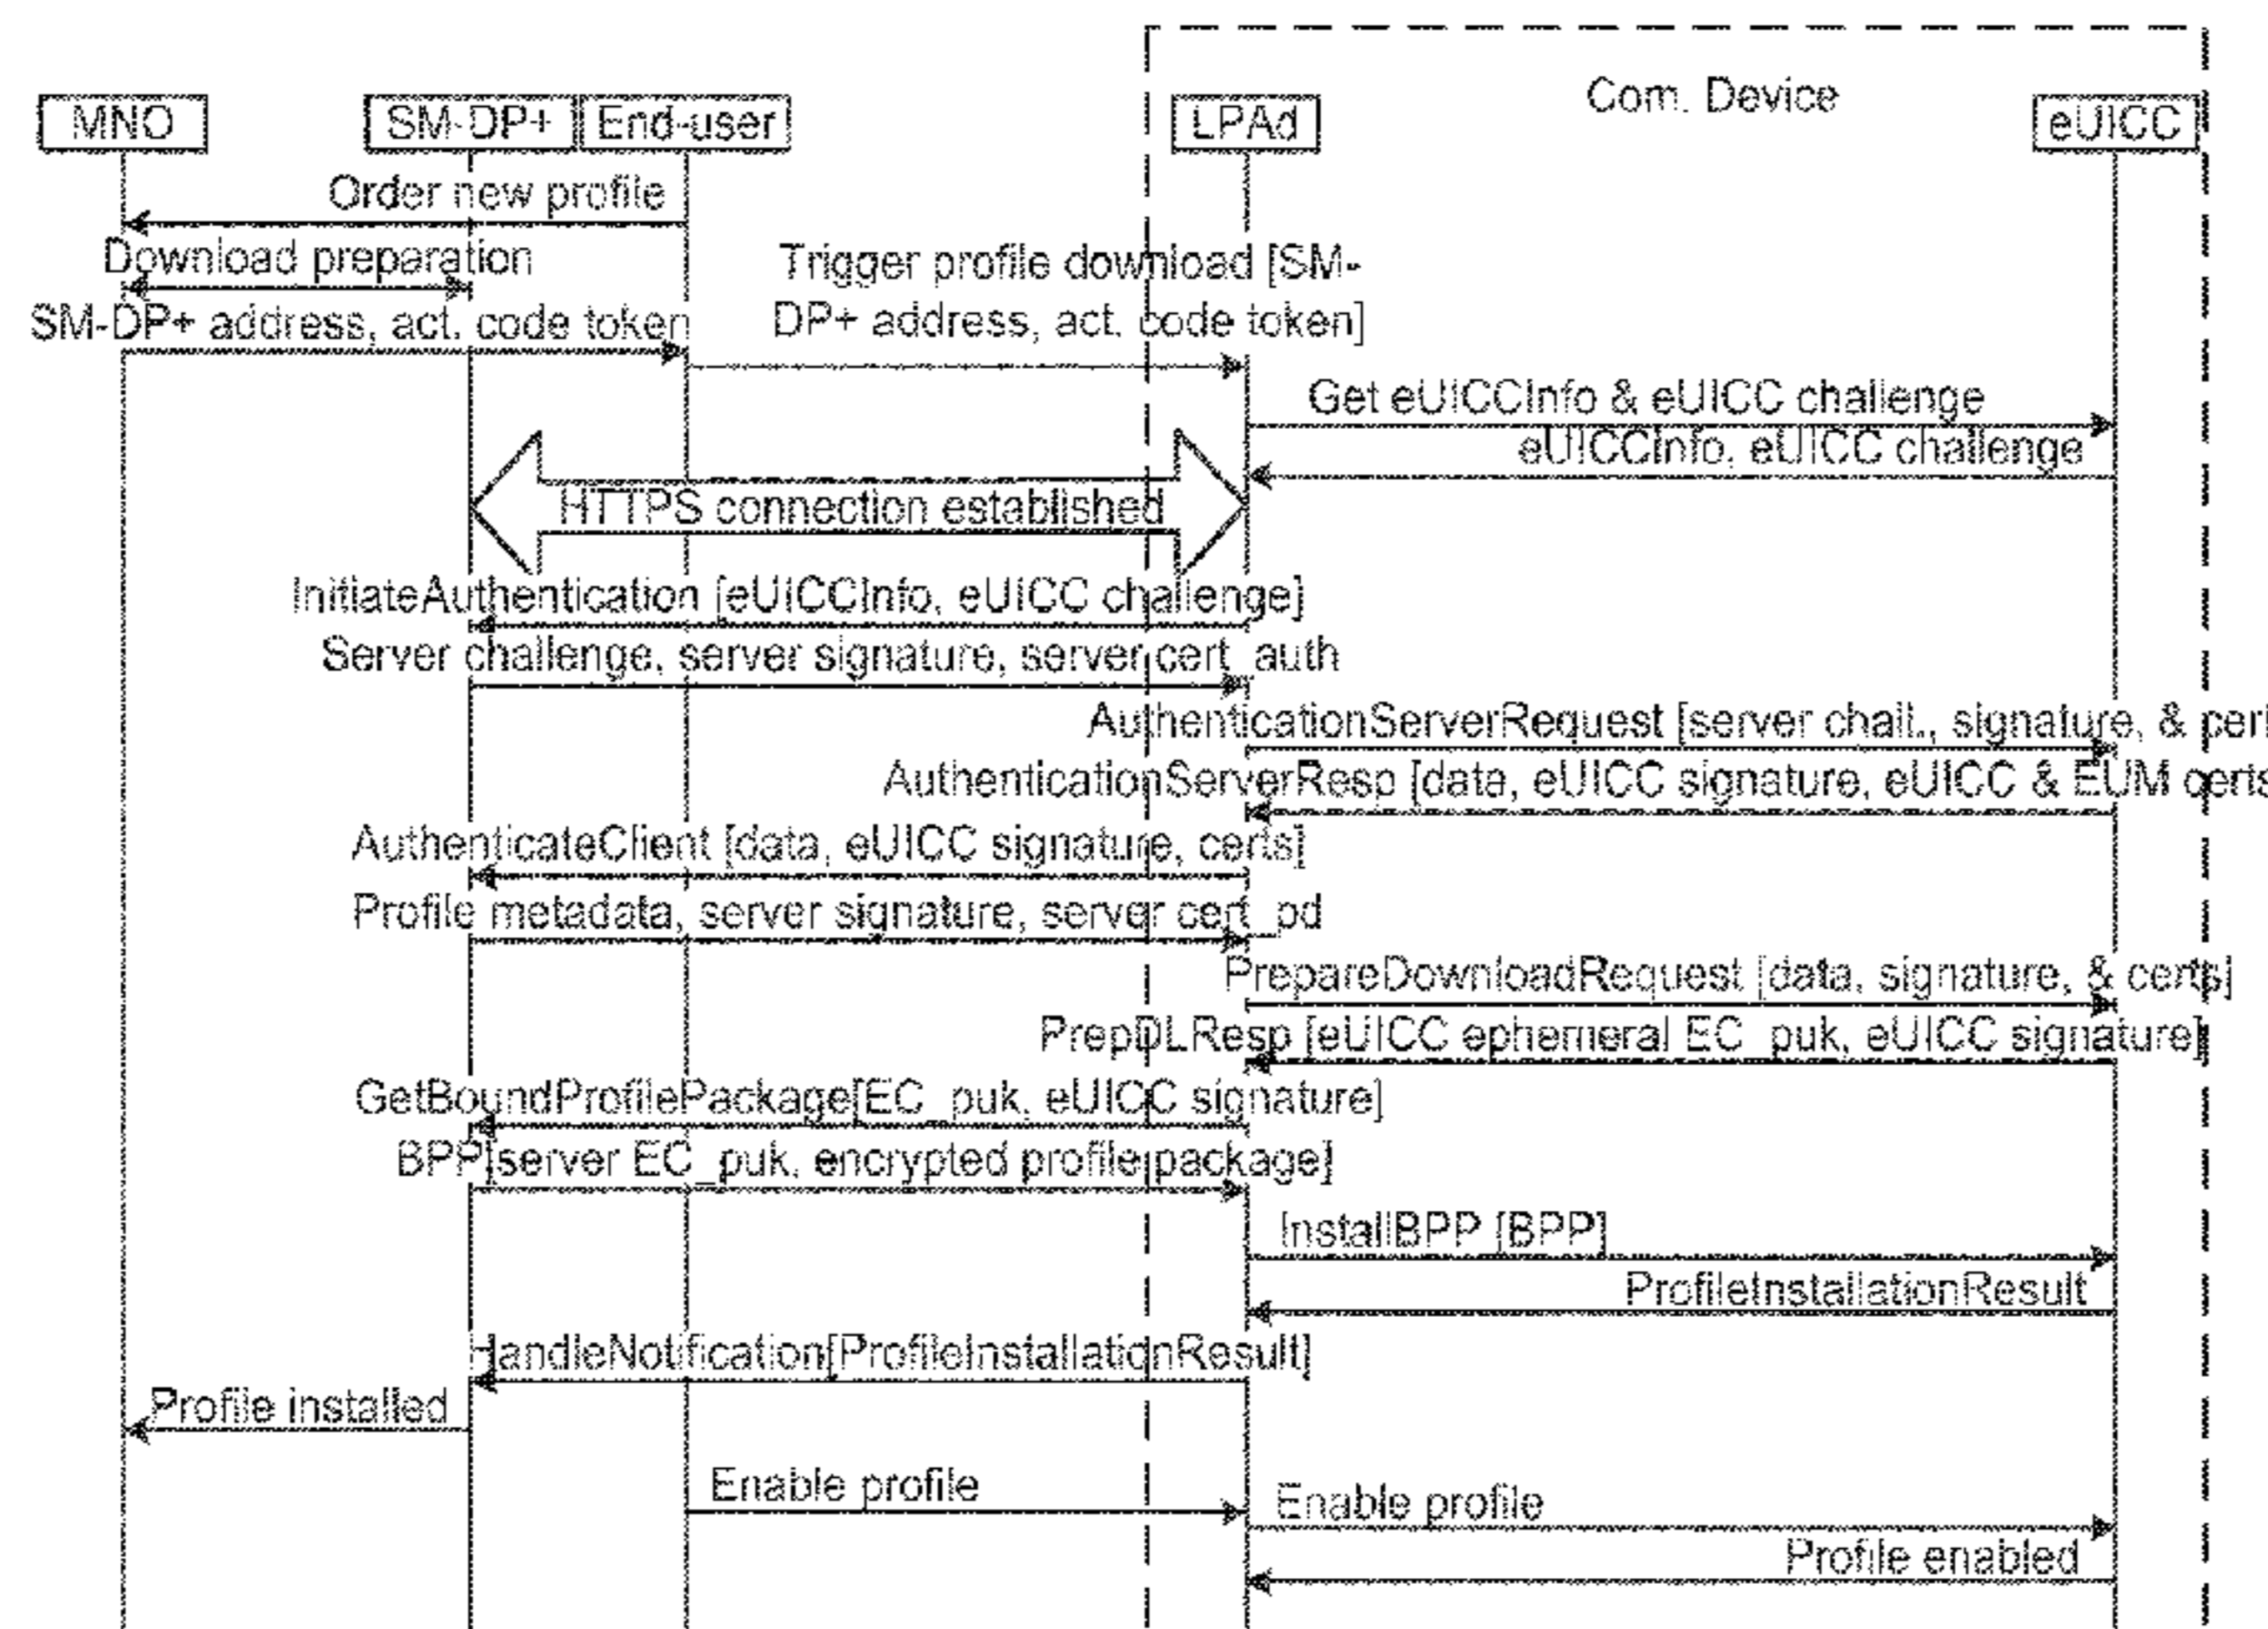 Com. Device
MNO
SM-DP+
End-user
LPAd
eUICC
Order new profile
Download preparation
SM-DP+ address, act. code token
Trigger profile download [SM-
DP+ address, act. code token]
Get eUICCInfo & eUICC challenge
eUICCInfo, eUICC challenge
HTTPS connection established
InitiateAuthentication [eUICCInfo, eUICC challenge]
Server challenge, server signature, server cert_auth
AuthenticationServerRequest [server chall., signature, & cert
AuthenticationServerResp [data, eUICC signature, eUICC & EUM certs
AuthenticateClient [data, eUICC signature, certs]
Profile metadata, server signature, server cert_pd
PrepareDownloadRequest [data, signature, & certs]
PrepDLResp [eUICC ephemeral EC_puk, eUICC signature]
GetBoundProfilePackage[EC_puk, eUICC signature]
BPP[server EC_puk, encrypted profile package]
InstallBPP [BPP]
ProfileInstallationResult
HandleNotification[ProfileInstallationResult]
Profile installed
Enable profile
Enable profile
Profile enabled